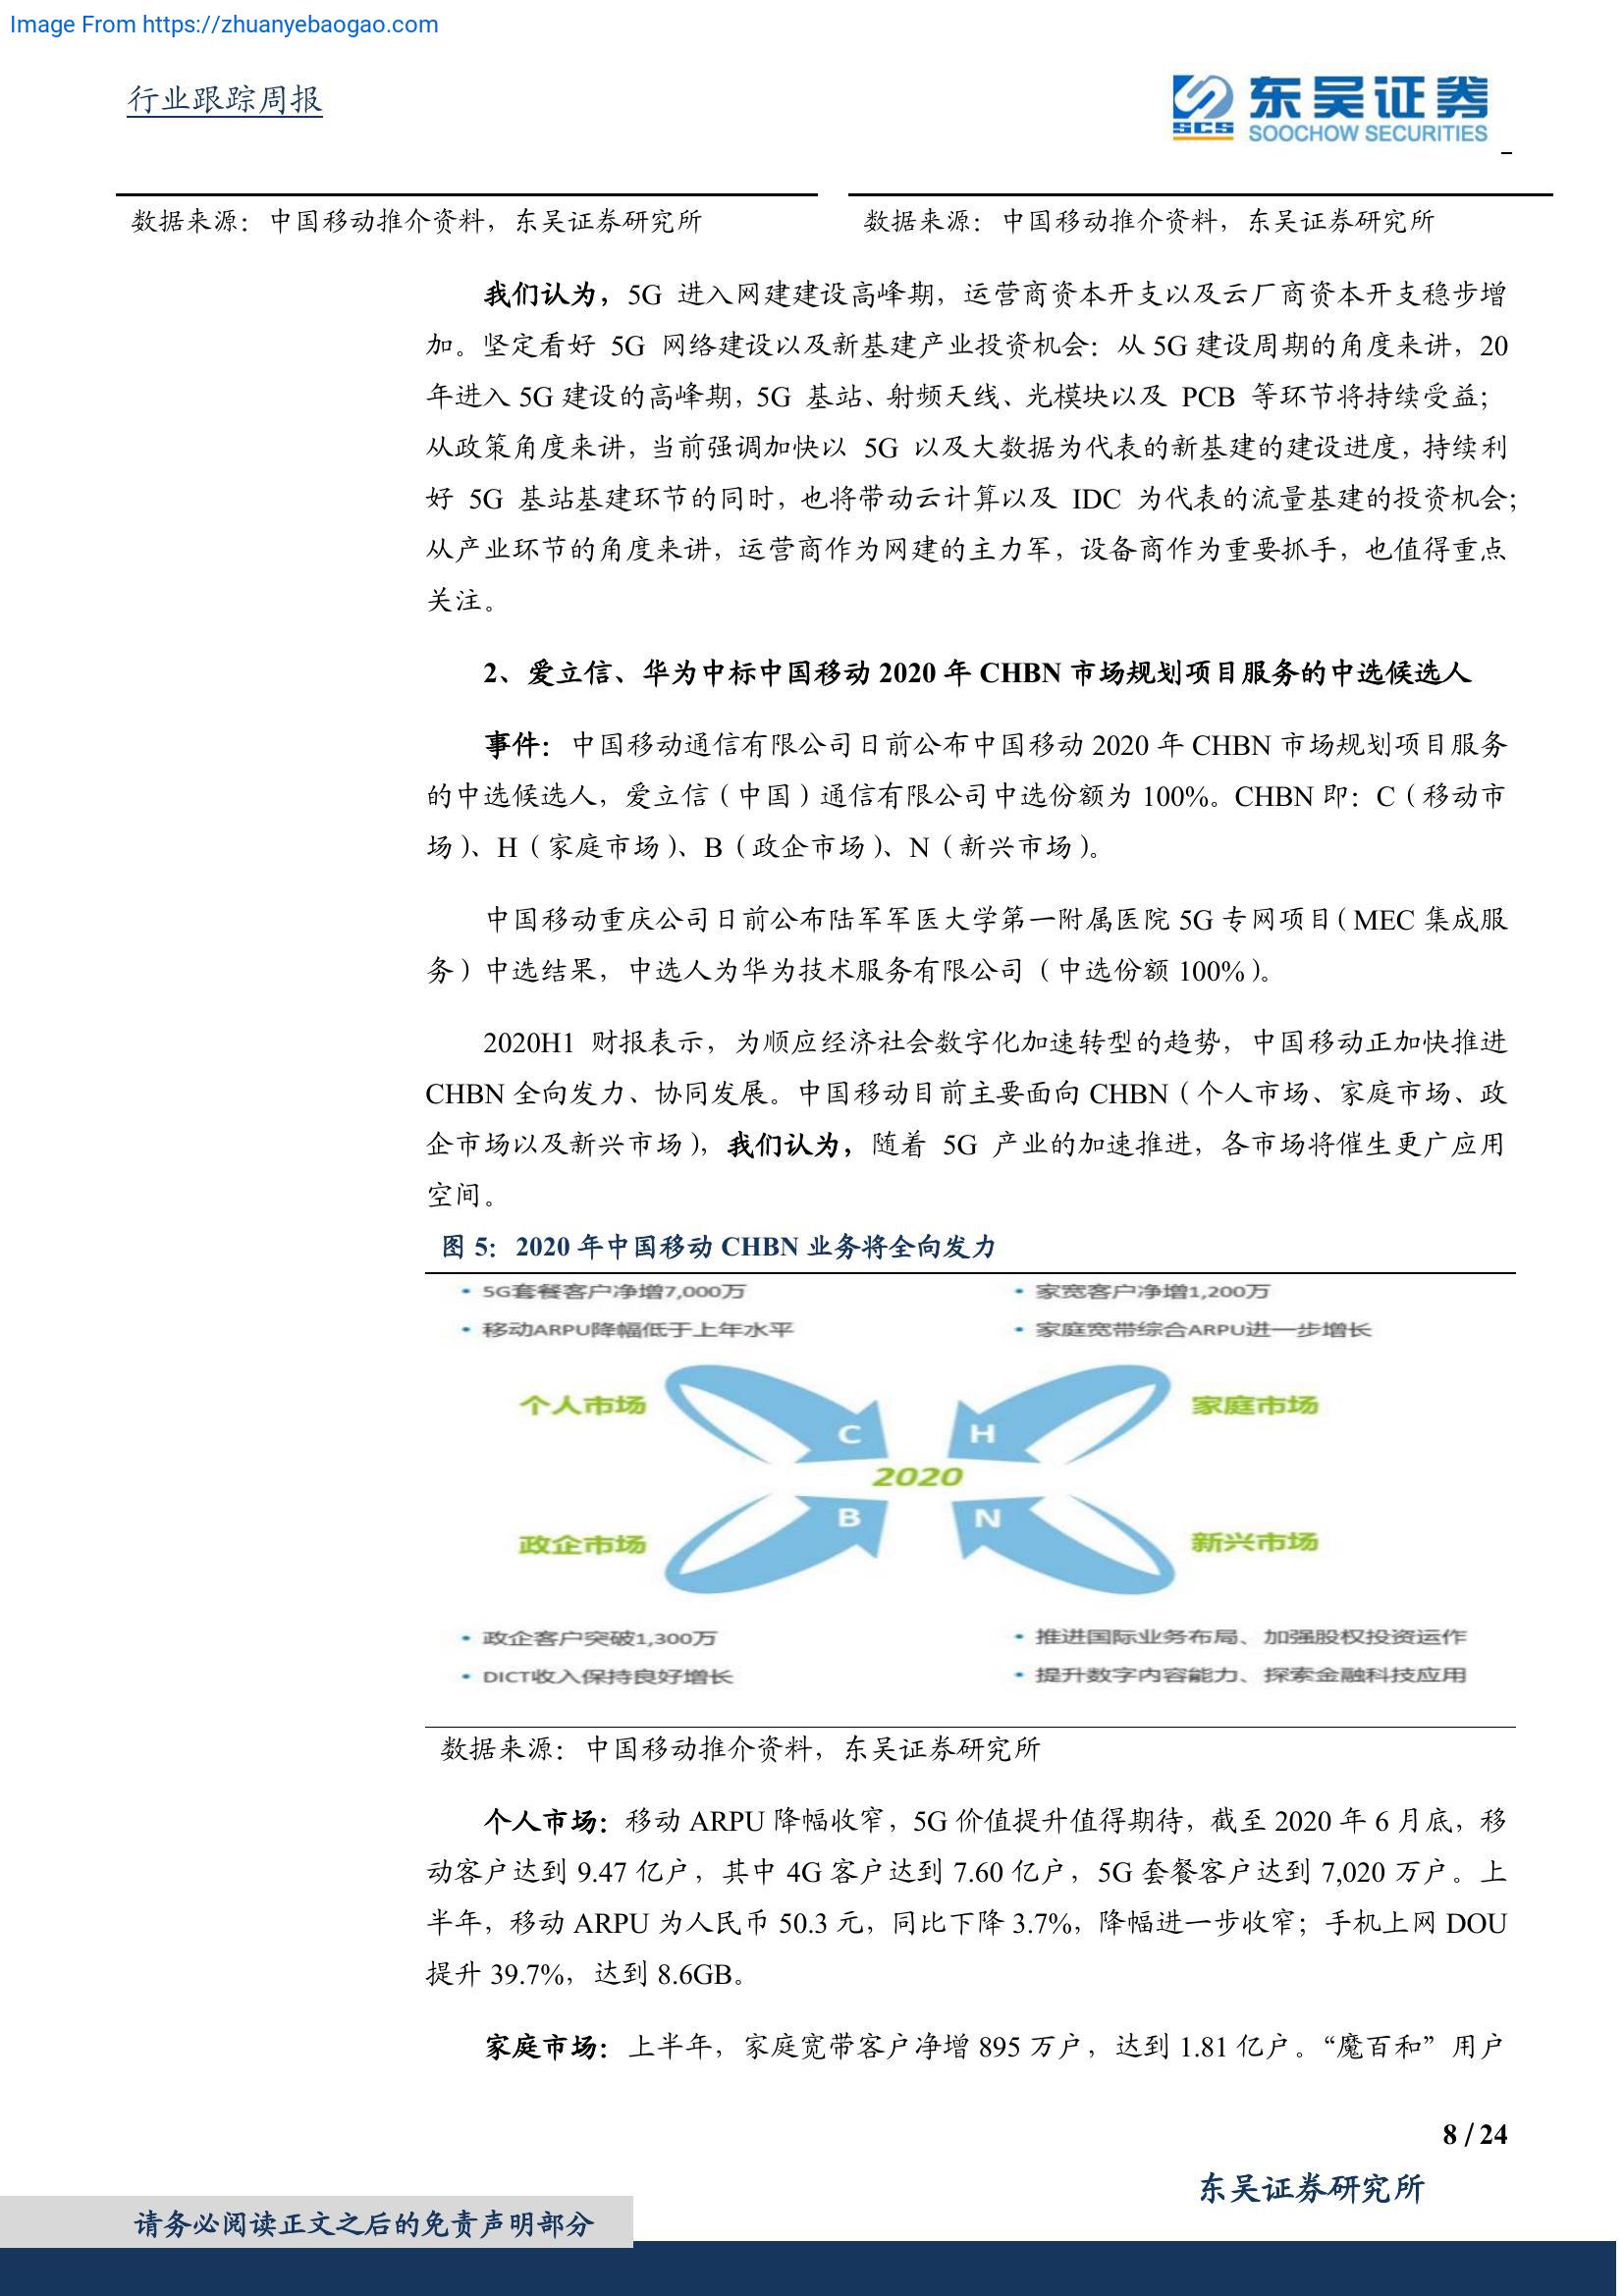 Image From https://zhuanyebaogao.com
行业跟踪周报
东吴证券
SCS
SOOCHOW SECURITIES
数据来源：中国移动推介资料，东吴证券研究所
数据来源：中国移动推介资料，东吴证券研究所
我们认为，5G 进入网建建设高峰期，运营商资本开支以及云厂商资本开支稳步增
加。坚定看好 5G 网络建设以及新基建产业投资机会：从 5G 建设周期的角度来讲，20
年进入 5G 建设的高峰期，5G 基站、射频天线、光模块以及 PCB 等环节将持续受益；
从政策角度来讲，当前强调加快以 5G 以及大数据为代表的新基建的建设进度，持续利
好 5G 基站基建环节的同时，也将带动云计算以及 IDC 为代表的流量基建的投资机会；
从产业环节的角度来讲，运营商作为网建的主力军，设备商作为重要抓手，也值得重点
关注。
2、爱立信、华为中标中国移动 2020 年 CHBN 市场规划项目服务的中选候选人
事件：中国移动通信有限公司日前公布中国移动 2020 年 CHBN 市场规划项目服务
的中选候选人，爱立信（中国）通信有限公司中选份额为 100%。CHBN 即：C（移动市
场）、H（家庭市场）、B（政企市场）、N（新兴市场）。
中国移动重庆公司日前公布陆军军医大学第一附属医院 5G 专网项目（MEC 集成服
务）中选结果，中选人为华为技术服务有限公司（中选份额 100%）。
2020H1 财报表示，为顺应经济社会数字化加速转型的趋势，中国移动正加快推进
CHBN 全向发力、协同发展。中国移动目前主要面向 CHBN（个人市场、家庭市场、政
企市场以及新兴市场），我们认为，随着 5G 产业的加速推进，各市场将催生更广应用
空间。
图 5：2020 年中国移动 CHBN 业务将全向发力
• 5G套餐客户净增7,000万
• 移动ARPU降幅低于上年水平
• 家宽客户净增1,200万
• 家庭宽带综合ARPU进一步增长
个人市场
C
H
家庭市场
2020
政企市场
B
N
新兴市场
• 政企客户突破1,300万
• DICT收入保持良好增长
• 推进国际业务布局、加强股权投资运作
• 提升数字内容能力、探索金融科技应用
数据来源：中国移动推介资料，东吴证券研究所
个人市场：移动 ARPU 降幅收窄，5G 价值提升值得期待，截至 2020 年 6 月底，移
动客户达到 9.47 亿户，其中 4G 客户达到 7.60 亿户，5G 套餐客户达到 7,020 万户。上
半年，移动 ARPU 为人民币 50.3 元，同比下降 3.7%，降幅进一步收窄；手机上网 DOU
提升 39.7%，达到 8.6GB。
家庭市场：上半年，家庭宽带客户净增 895 万户，达到 1.81 亿户。“魔百和”用户
8 / 24
东吴证券研究所
请务必阅读正文之后的免责声明部分